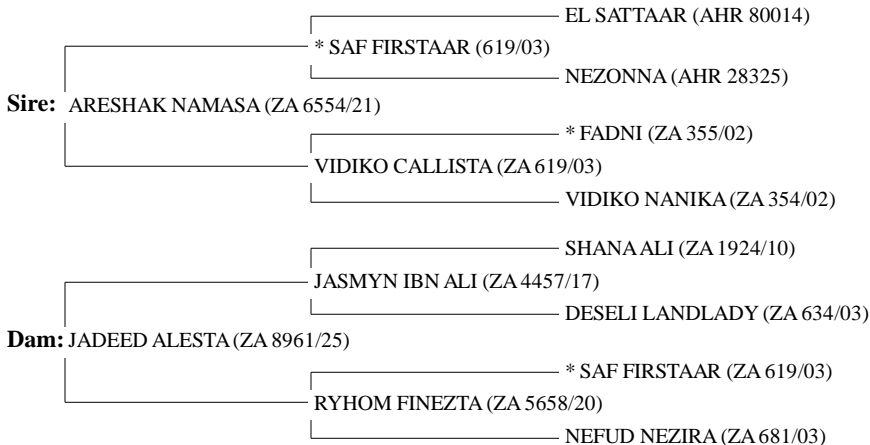 EL SATTAAR (AHR 80014)
* SAF FIRSTAAR (619/03)
NEZONNA (AHR 28325)
Sire: ARESHAK NAMASA (ZA 6554/21)
* FADNI (ZA 355/02)
VIDIKO CALLISTA (ZA 619/03)
VIDIKO NANIKA (ZA 354/02)
SHANA ALI (ZA 1924/10)
JASMYN IBN ALI (ZA 4457/17)
DESELI LANDLADY (ZA 634/03)
Dam: JADEED ALESTA (ZA 8961/25)
* SAF FIRSTAAR (ZA 619/03)
RYHOM FINEZTA (ZA 5658/20)
NEFUD NEZIRA (ZA 681/03)